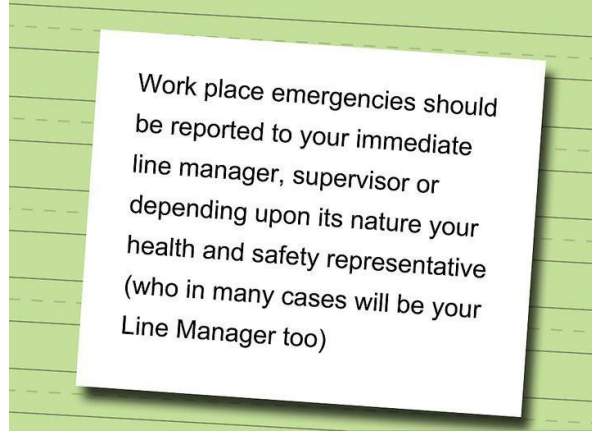 Work place emergencies should
be reported to your immediate
line manager, supervisor or
depending upon its nature your
health and safety representative
(who in many cases will be your
Line Manager too)